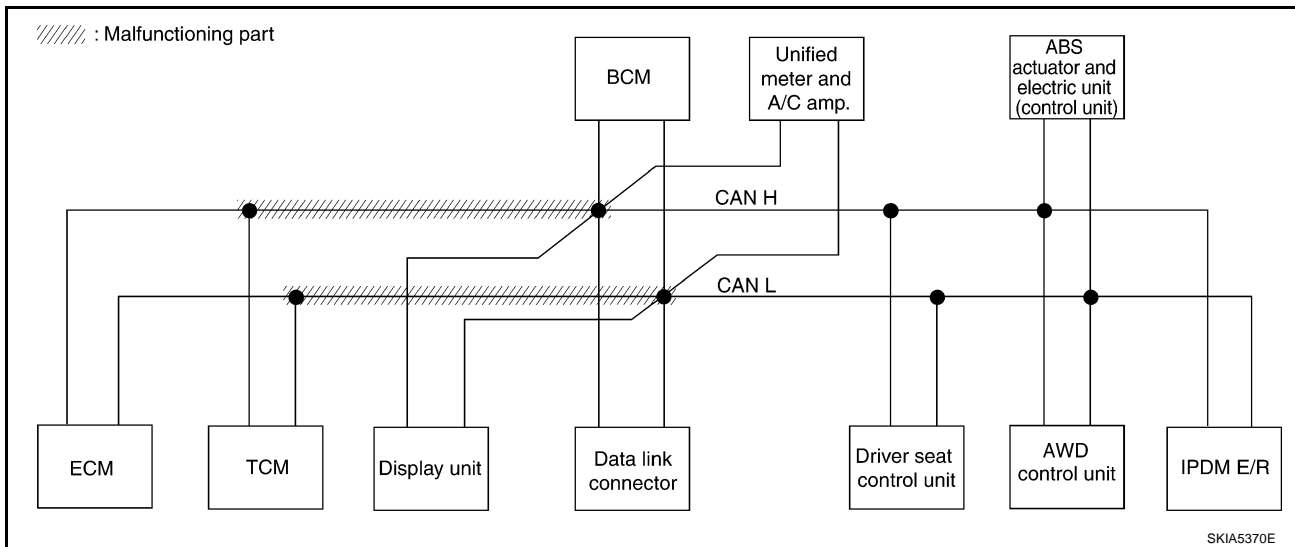 : Malfunctioning part
BCM
Unified
meter and
A/C amp.
ABS
actuator and
electric unit
(control unit)
CAN H
CAN L
ECM
TCM
Display unit
Data link
connector
Driver seat
control unit
AWD
control unit
IPDM E/R
SKIA5370E